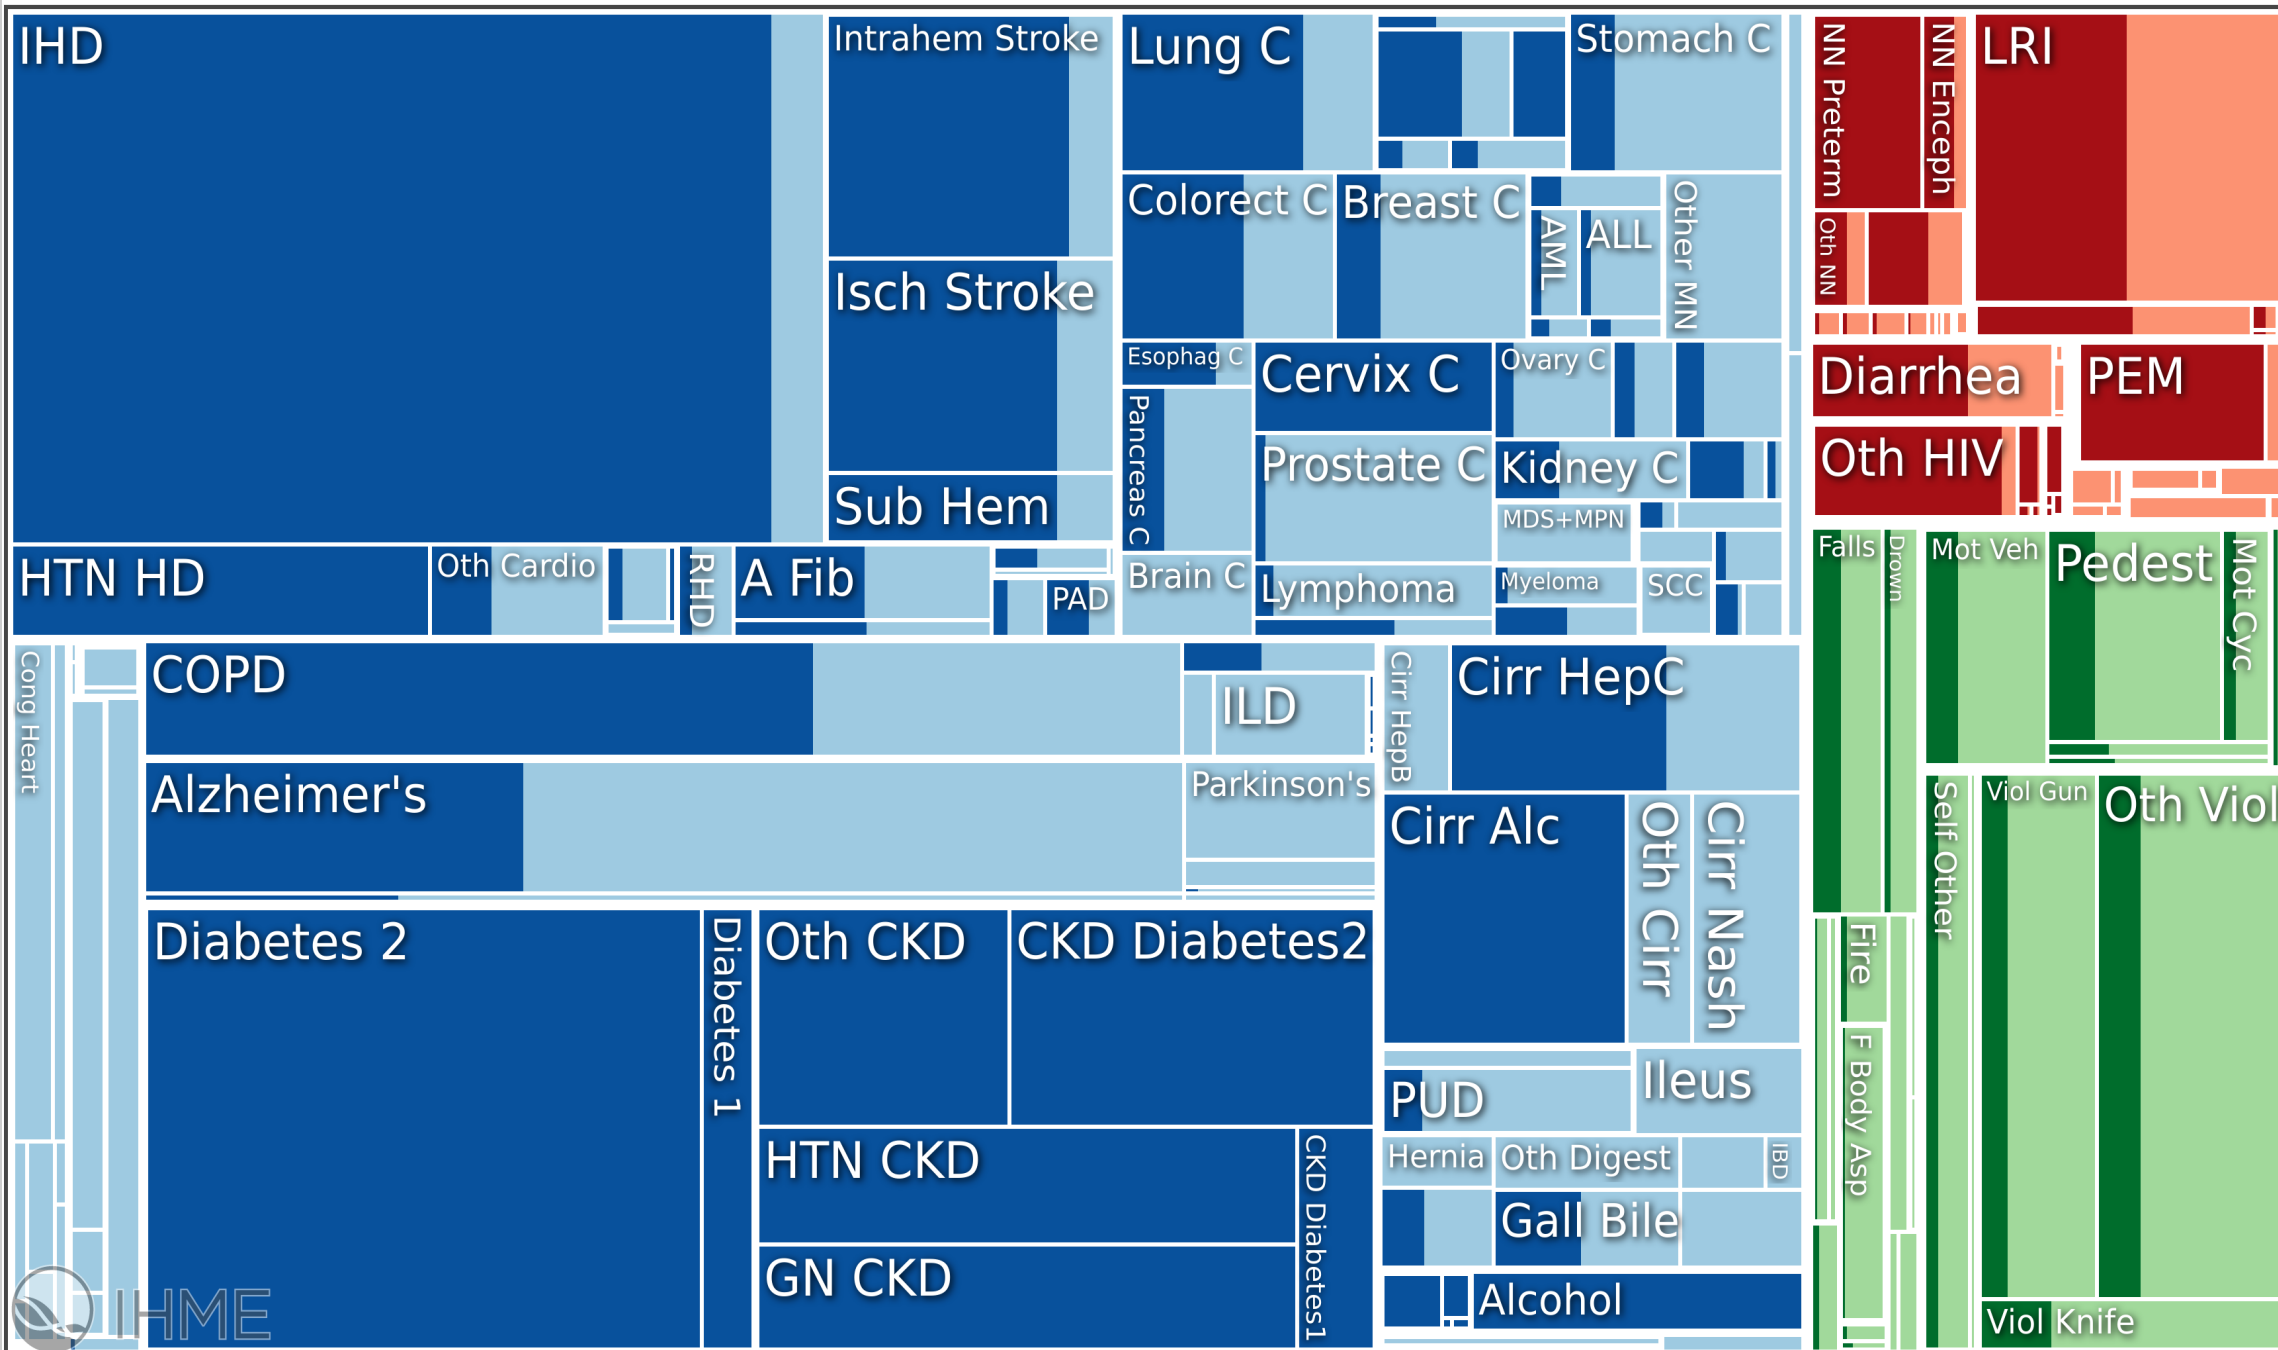 IHD
Intrahem Stroke
Isch Stroke
Sub Hem
HTN HD
Oth Cardio
RHD
A Fib
PAD
Lung C
Stomach C
Colorect C
Breast C
AML
ALL
Other MN
Esophag C
Pancreas C
Brain C
Cervix C
Prostate C
Lymphoma
Ovary C
Kidney C
MDS+MPN
Myeloma
SCC
Cong Heart
COPD
ILD
Alzheimer's
Parkinson's
Diabetes 2
Diabetes 1
Oth CKD
CKD Diabetes2
HTN CKD
GN CKD
CKD Diabetes1
Cirr HepB
Cirr HepC
Cirr Alc
Oth Cirr
Cirr Nash
PUD
Ileus
Hernia
Oth Digest
IBD
Gall Bile
Alcohol
NN Preterm
NN Enceph
Oth NN
LRI
Diarrhea
PEM
Oth HIV
Falls
Drown
Mot Veh
Pedest
Mot Cyc
Fire
F Body Asp
Self Other
Viol Gun
Oth Viol
Viol Knife
IHME